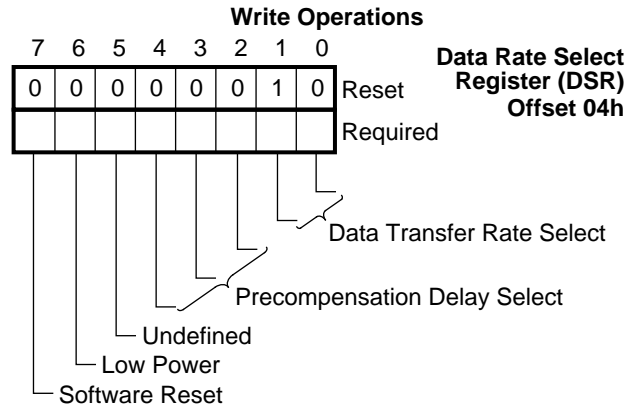 Write Operations
7 6 5 4 3 2 1 0
Data Rate Select
Register (DSR)
Offset 04h
0 0 0 0 0 0 1 0 Reset
Required
Data Transfer Rate Select
Precompensation Delay Select
Undefined
Low Power
Software Reset